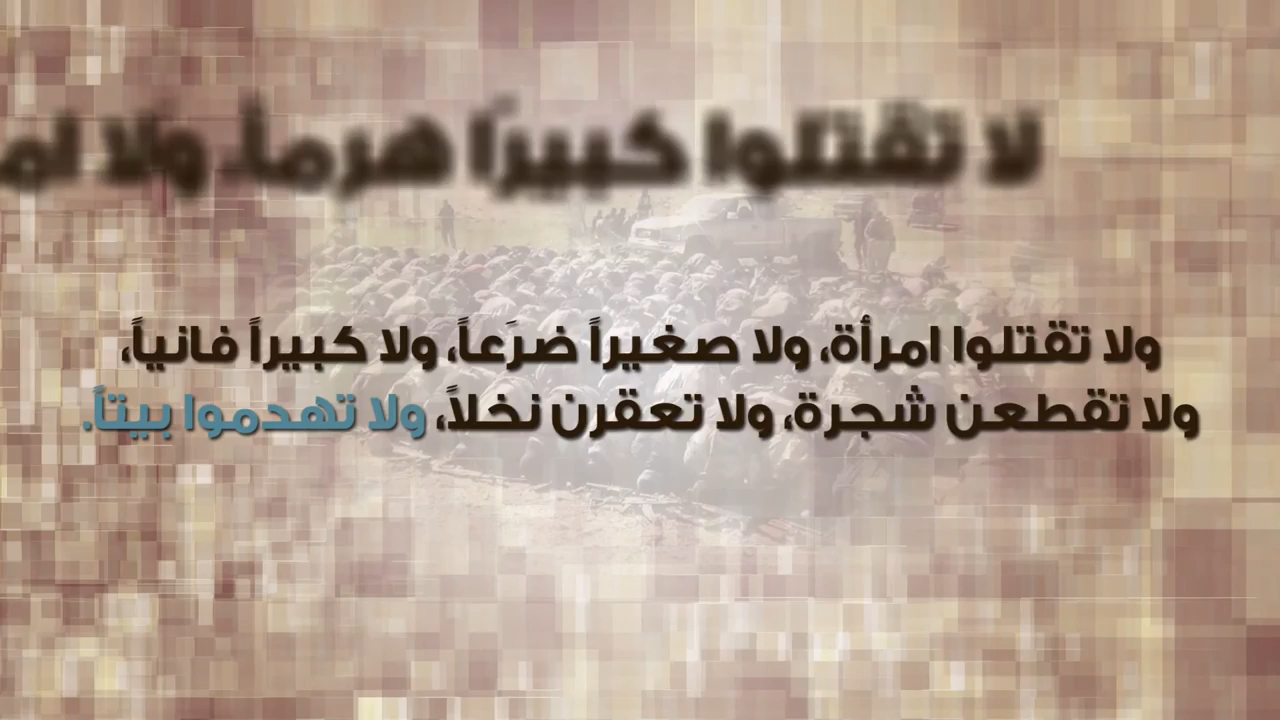 لا تقتلوا كبيرًا هرماً، ولا
ولا تقتلوا امرأة، ولا صغيراً ضرَعاً، ولا كبيراً فانياً،
ولا تقطعن شجرة، ولا تعقرن نخلاً، ولا تهدموا بيتاً.